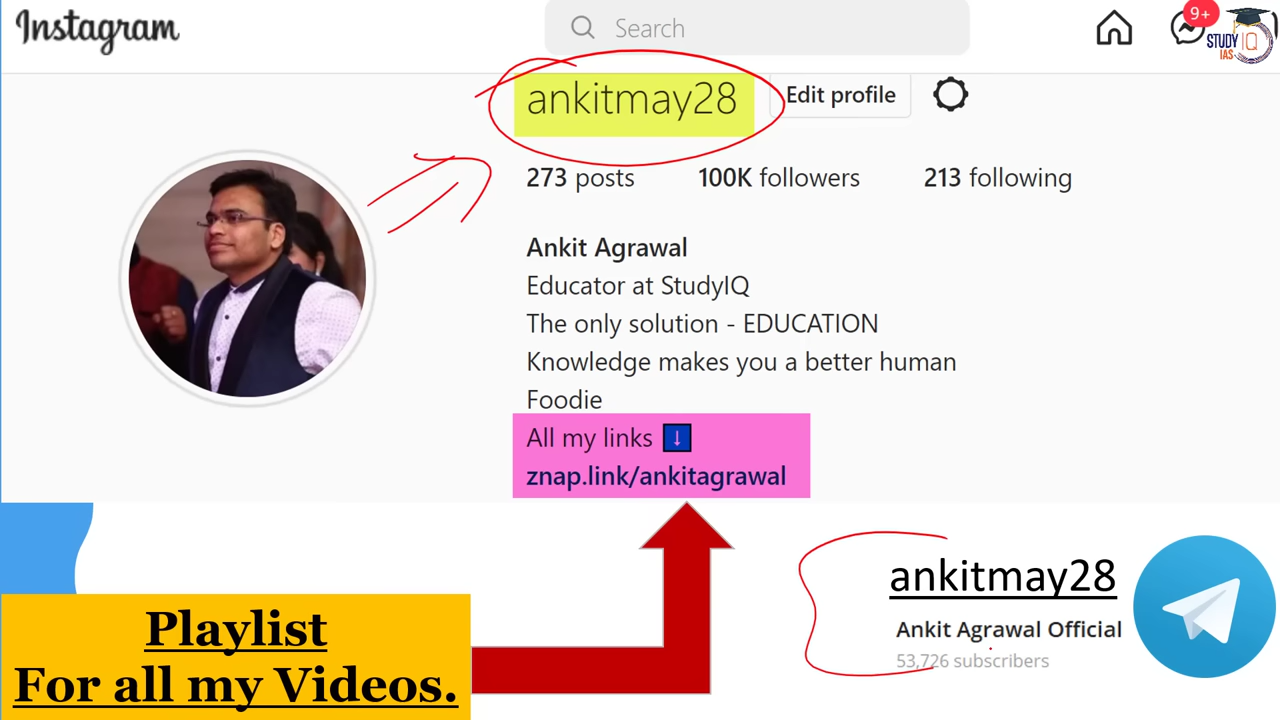 Instagram
Search
9+
STUDY IQ
IAS
ankitmay28
Edit profile
273 posts 100K followers 213 following
Ankit Agrawal
Educator at StudyIQ
The only solution - EDUCATION
Knowledge makes you a better human
Foodie
All my links ↓
znap.link/ankitagrawal
ankitmay28
Ankit Agrawal Official
53,726 subscribers
Playlist
For all my Videos.